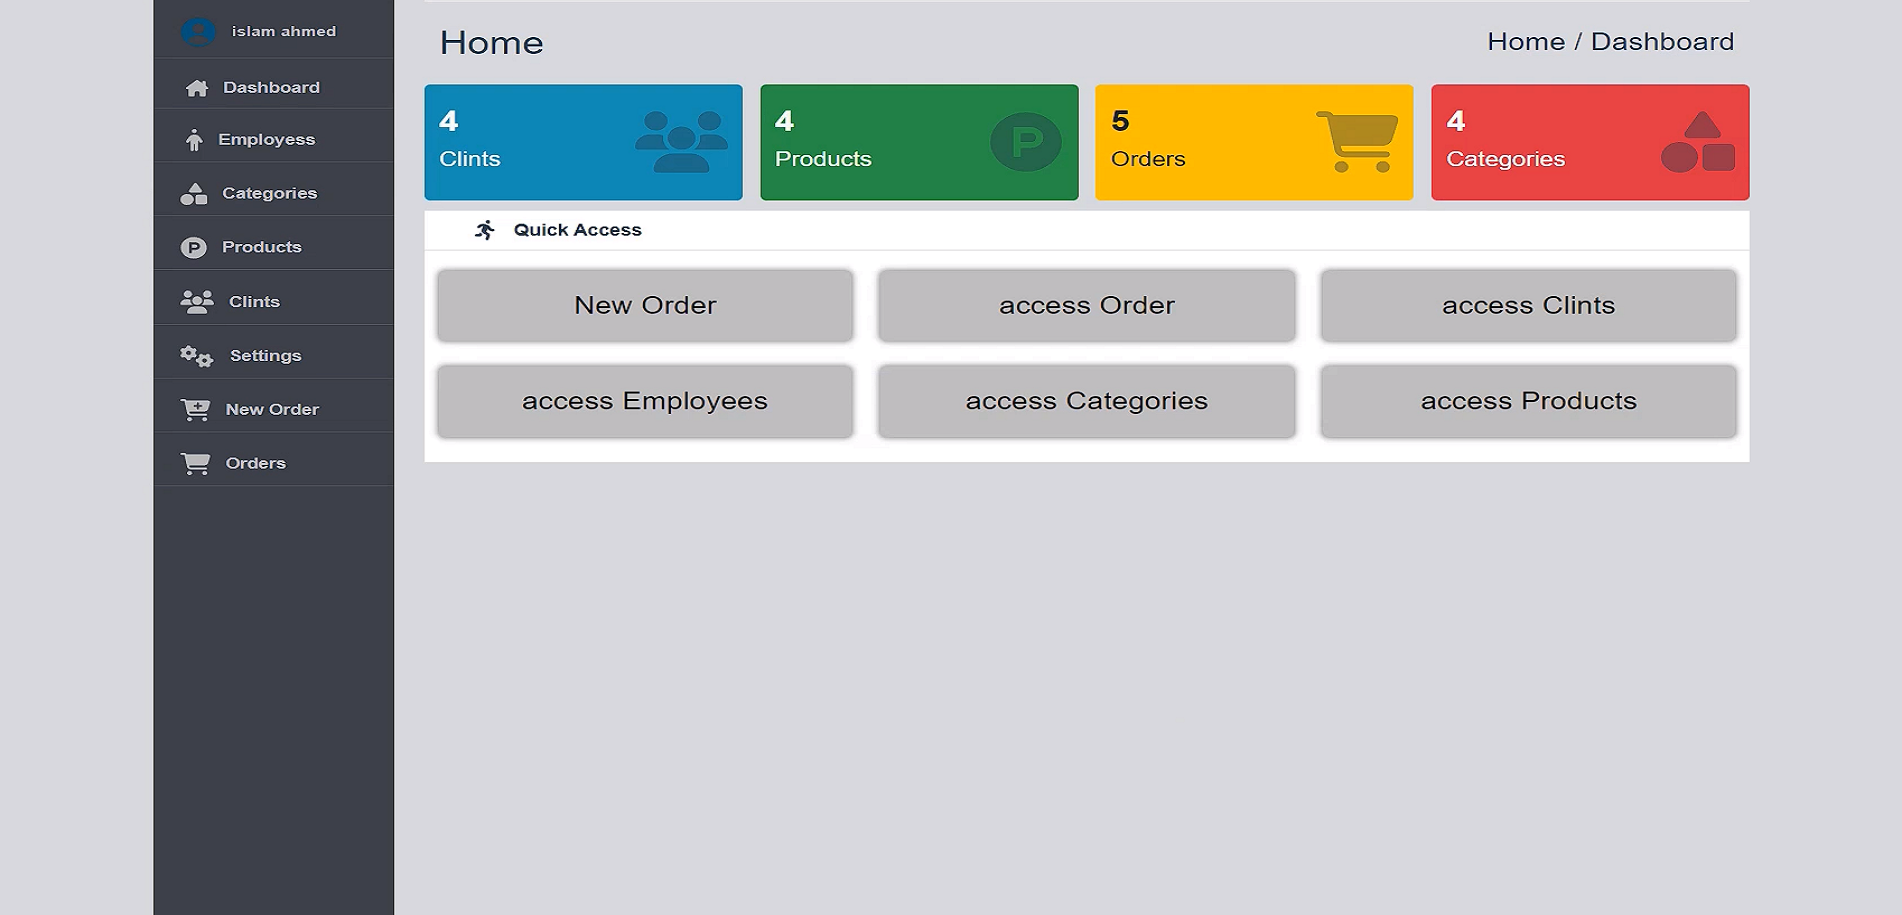 islam ahmed
Dashboard
Employess
Categories
Products
Clints
Settings
New Order
Orders
Home
Home / Dashboard
4
Clints
4
Products
P
5
Orders
4
Categories
Quick Access
New Order
access Order
access Clints
access Employees
access Categories
access Products